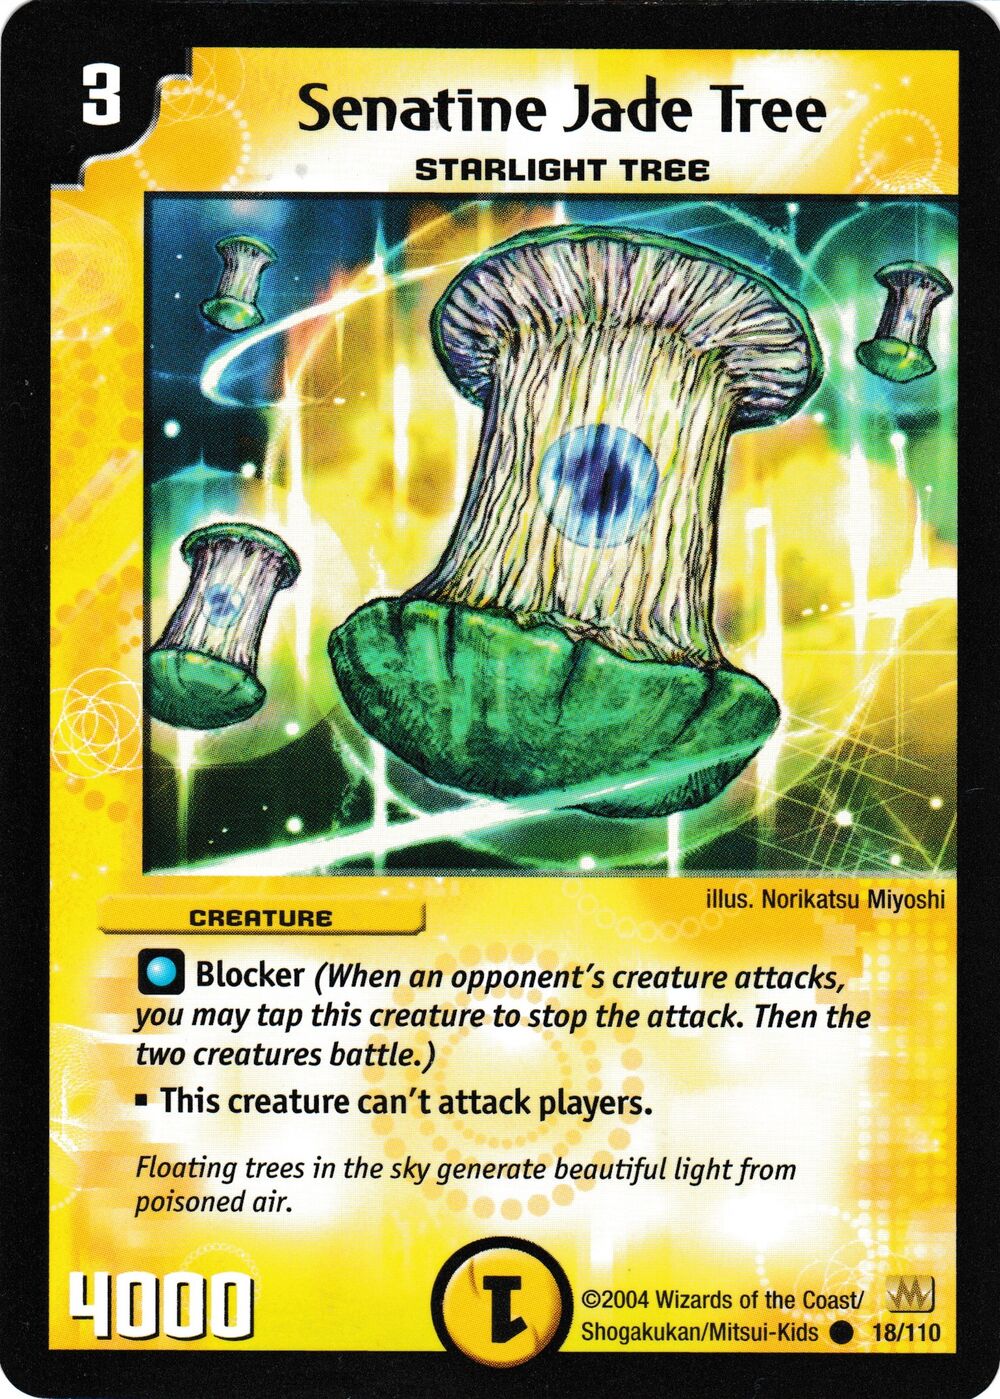 3
Senatine Jade Tree
STARLIGHT TREE
illus. Norikatsu Miyoshi
CREATURE
Blocker (When an opponent's creature attacks,
you may tap this creature to stop the attack. Then the
two creatures battle.)
▪ This creature can't attack players.
Floating trees in the sky generate beautiful light from
poisoned air.
4000
1
©2004 Wizards of the Coast/
Shogakukan/Mitsui-Kids ● 18/110